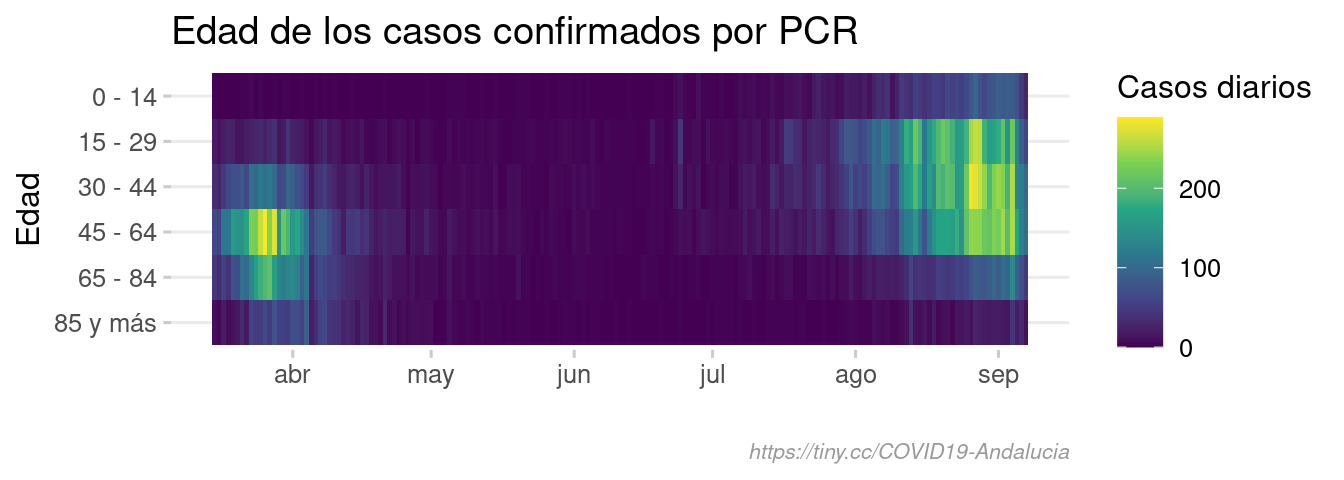 Edad de los casos confirmados por PCR
Edad
0 - 14
15 - 29
30 - 44
45 - 64
65 - 84
85 y más
abr may jun jul ago sep
Casos diarios
200
100
0
https://tiny.cc/COVID19-Andalucia